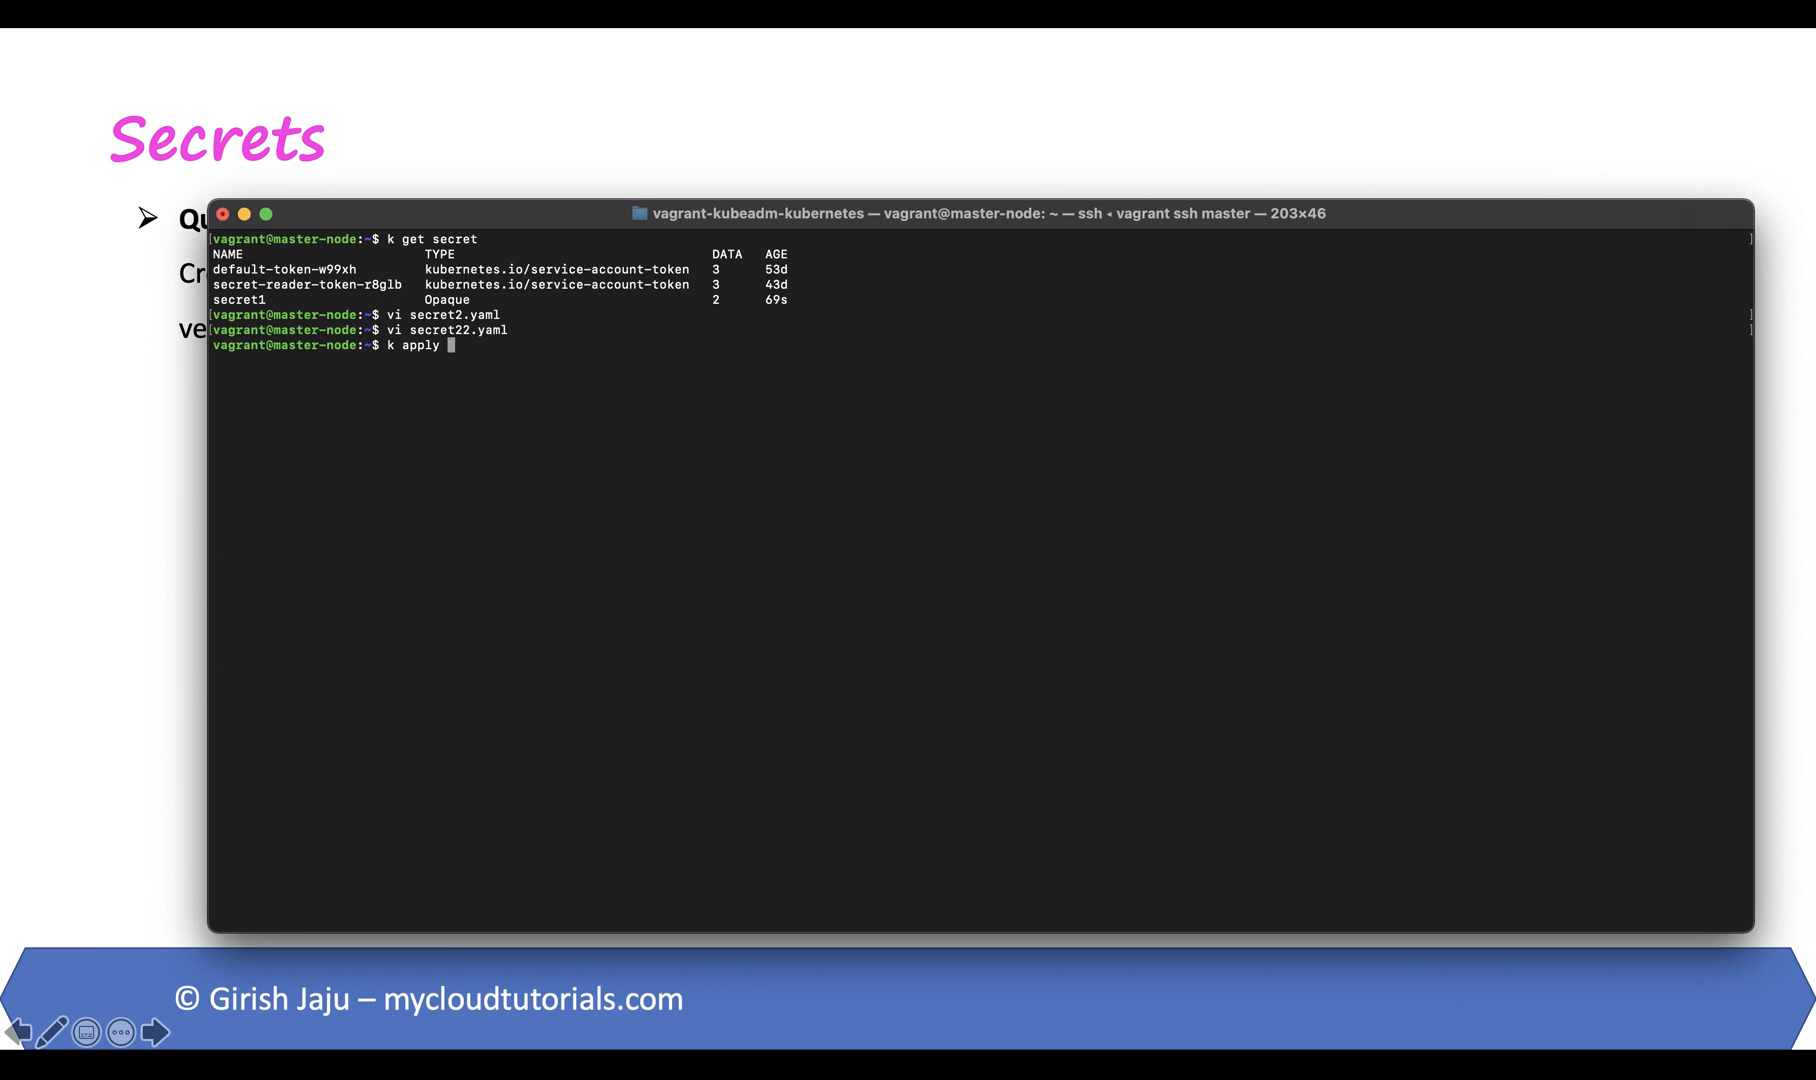 Secrets
vagrant-kubeadm-kubernetes — vagrant@master-node: ~ — ssh ◂ vagrant ssh master — 203×46
[vagrant@master-node:~$ k get secret ]
NAME TYPE DATA AGE
default-token-w99xh kubernetes.io/service-account-token 3 53d
secret-reader-token-r8glb kubernetes.io/service-account-token 3 43d
secret1 Opaque 2 69s
[vagrant@master-node:~$ vi secret2.yaml ]
[vagrant@master-node:~$ vi secret22.yaml ]
vagrant@master-node:~$ k apply
© Girish Jaju – mycloudtutorials.com